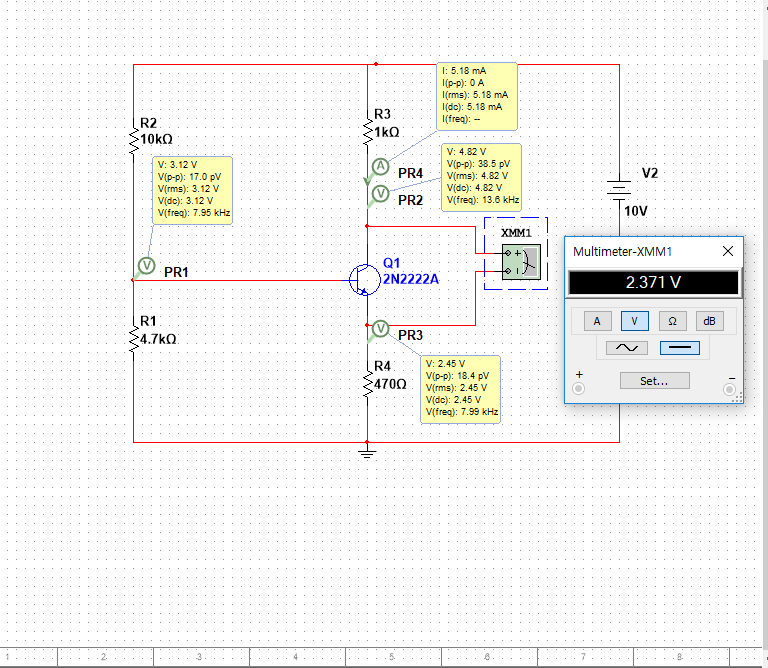 I: 5.18 mA
I(p-p): 0 A
I(rms): 5.18 mA
I(dc): 5.18 mA
I(freq): --
R3
1kΩ
R2
10kΩ
A
PR4
V: 4.82 V
V(p-p): 38.5 pV
V(rms): 4.82 V
V(dc): 4.82 V
V(freq): 13.6 kHz
V
PR2
V: 3.12 V
V(p-p): 17.0 pV
V(rms): 3.12 V
V(dc): 3.12 V
V(freq): 7.95 kHz
V2
10V
XMM1
V
PR1
Q1
2N2222A
Multimeter-XMM1
2.371 V
A
V
Ω
dB
Set...
+
−
R1
4.7kΩ
V
PR3
R4
470Ω
V: 2.45 V
V(p-p): 18.4 pV
V(rms): 2.45 V
V(dc): 2.45 V
V(freq): 7.99 kHz
1 2 3 4 5 6 7 8